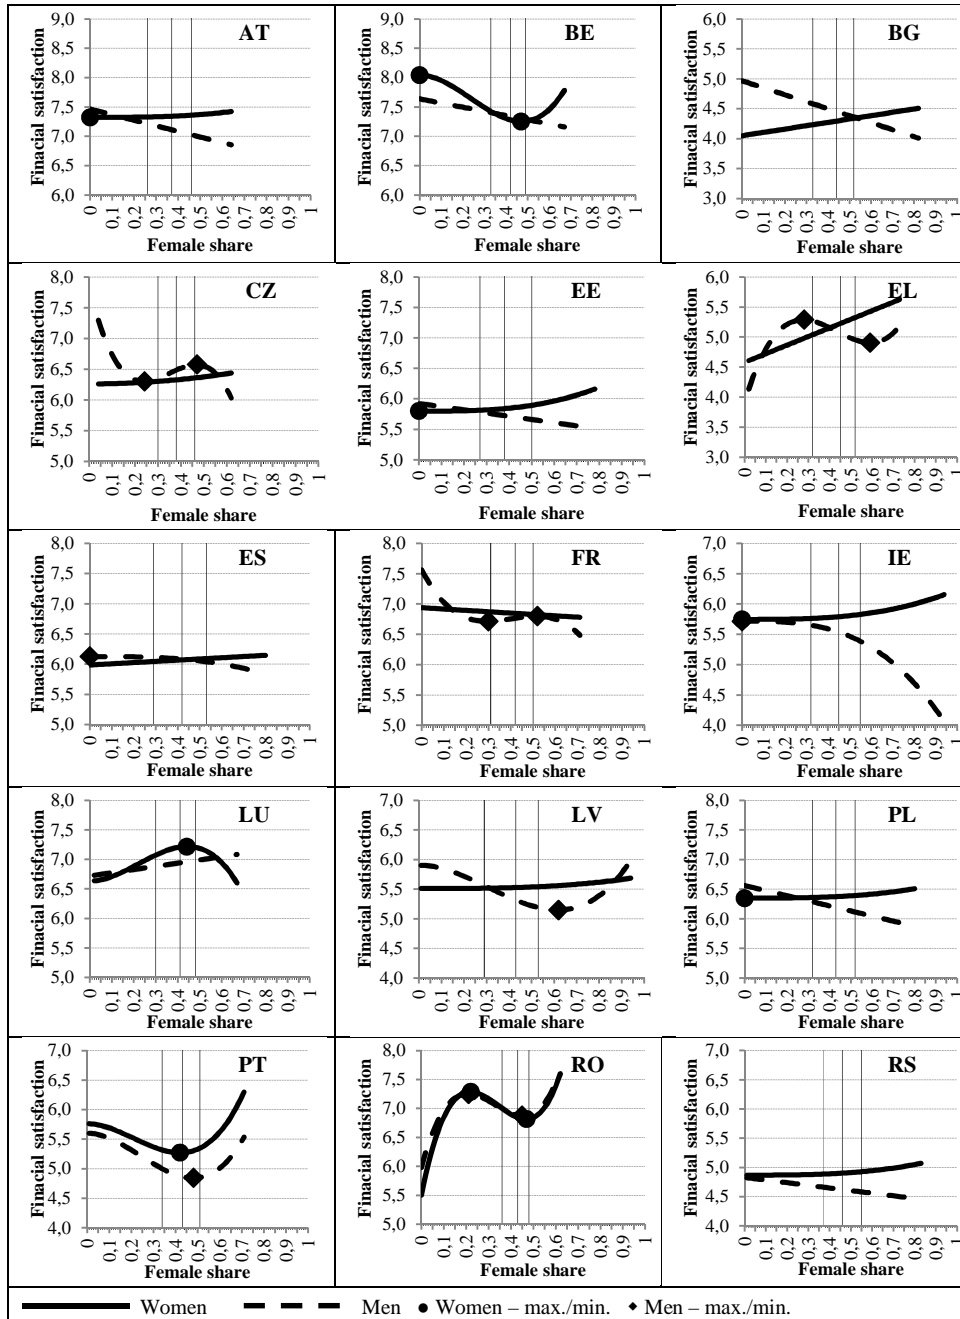 AT
Finacial satisfaction
9,0
8,5
8,0
7,5
7,0
6,5
6,0
0 0,1 0,2 0,3 0,4 0,5 0,6 0,7 0,8 0,9 1
Female share
BE
Finacial satisfaction
9,0
8,5
8,0
7,5
7,0
6,5
6,0
0 0,1 0,2 0,3 0,4 0,5 0,6 0,7 0,8 0,9 1
Female share
BG
Finacial satisfaction
6,0
5,0
4,0
3,0
0 0,1 0,2 0,3 0,4 0,5 0,6 0,7 0,8 0,9 1
Female share
CZ
Finacial satisfaction
8,0
7,5
7,0
6,5
6,0
5,5
5,0
0 0,1 0,2 0,3 0,4 0,5 0,6 0,7 0,8 0,9 1
Female share
EE
Finacial satisfaction
8,0
7,5
7,0
6,5
6,0
5,5
5,0
0 0,1 0,2 0,3 0,4 0,5 0,6 0,7 0,8 0,9 1
Female share
EL
Finacial satisfaction
6,0
5,5
5,0
4,5
4,0
3,5
3,0
0 0,1 0,2 0,3 0,4 0,5 0,6 0,7 0,8 0,9 1
Female share
ES
Finacial satisfaction
8,0
7,5
7,0
6,5
6,0
5,5
5,0
0 0,1 0,2 0,3 0,4 0,5 0,6 0,7 0,8 0,9 1
Female share
FR
Finacial satisfaction
8,0
7,5
7,0
6,5
6,0
5,5
5,0
0 0,1 0,2 0,3 0,4 0,5 0,6 0,7 0,8 0,9 1
Female share
IE
Finacial satisfaction
7,0
6,5
6,0
5,5
5,0
4,5
4,0
0 0,1 0,2 0,3 0,4 0,5 0,6 0,7 0,8 0,9 1
Female share
LU
Finacial satisfaction
8,0
7,5
7,0
6,5
6,0
5,5
5,0
0 0,1 0,2 0,3 0,4 0,5 0,6 0,7 0,8 0,9 1
Female share
LV
Finacial satisfaction
7,0
6,0
5,5
5,0
4,5
4,0
0 0,1 0,2 0,3 0,4 0,5 0,6 0,7 0,8 0,9 1
Female share
PL
Finacial satisfaction
8,0
7,5
7,0
6,5
6,0
5,5
5,0
0 0,1 0,2 0,3 0,4 0,5 0,6 0,7 0,8 0,9 1
Female share
PT
Finacial satisfaction
7,0
6,5
6,0
5,5
5,0
4,5
4,0
0 0,1 0,2 0,3 0,4 0,5 0,6 0,7 0,8 0,9 1
Female share
RO
Finacial satisfaction
8,0
7,5
7,0
6,5
6,0
5,5
5,0
0 0,1 0,2 0,3 0,4 0,5 0,6 0,7 0,8 0,9 1
Female share
RS
Finacial satisfaction
7,0
6,5
6,0
5,5
5,0
4,5
4,0
0 0,1 0,2 0,3 0,4 0,5 0,6 0,7 0,8 0,9 1
Female share
Women Men Women – max./min. Men – max./min.